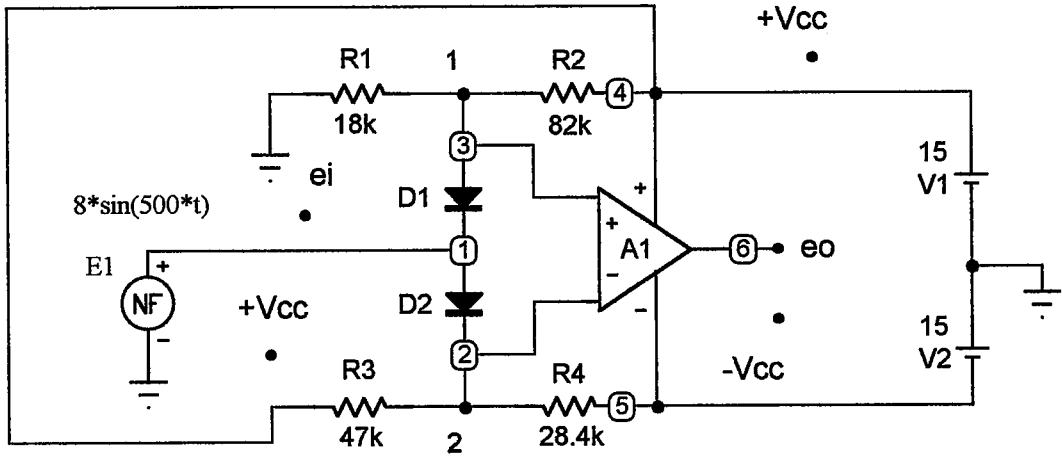 +Vcc
R1
1
R2
4
18k
82k
3
15
V1
ei
8*sin(500*t)
D1
+
+
A1
1
6
eo
E1
+
NF
−
+Vcc
D2
−
−
2
-Vcc
15
V2
R3
R4
5
47k
2
28.4k